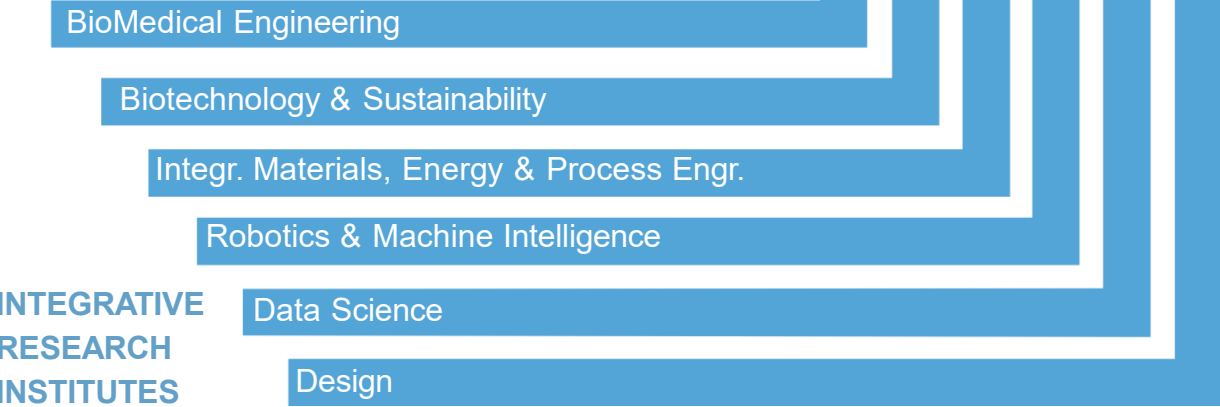 BioMedical Engineering
Biotechnology & Sustainability
Integr. Materials, Energy & Process Engr.
Robotics & Machine Intelligence
Data Science
Design
INTEGRATIVE
RESEARCH
INSTITUTES